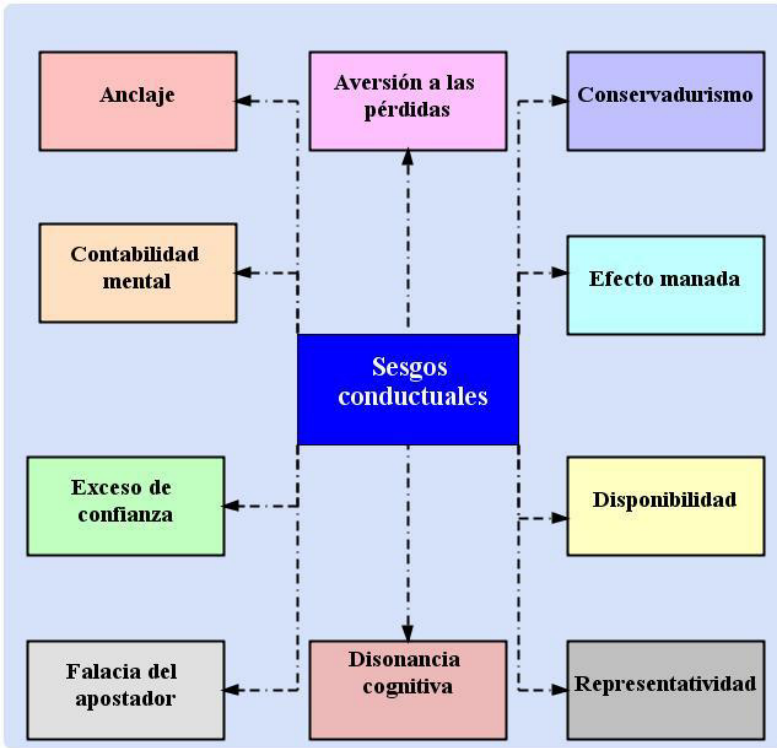 Anclaje
Aversión a las
pérdidas
Conservadurismo
Contabilidad
mental
Efecto manada
Sesgos
conductuales
Exceso de
confianza
Disponibilidad
Falacia del
apostador
Disonancia
cognitiva
Representatividad